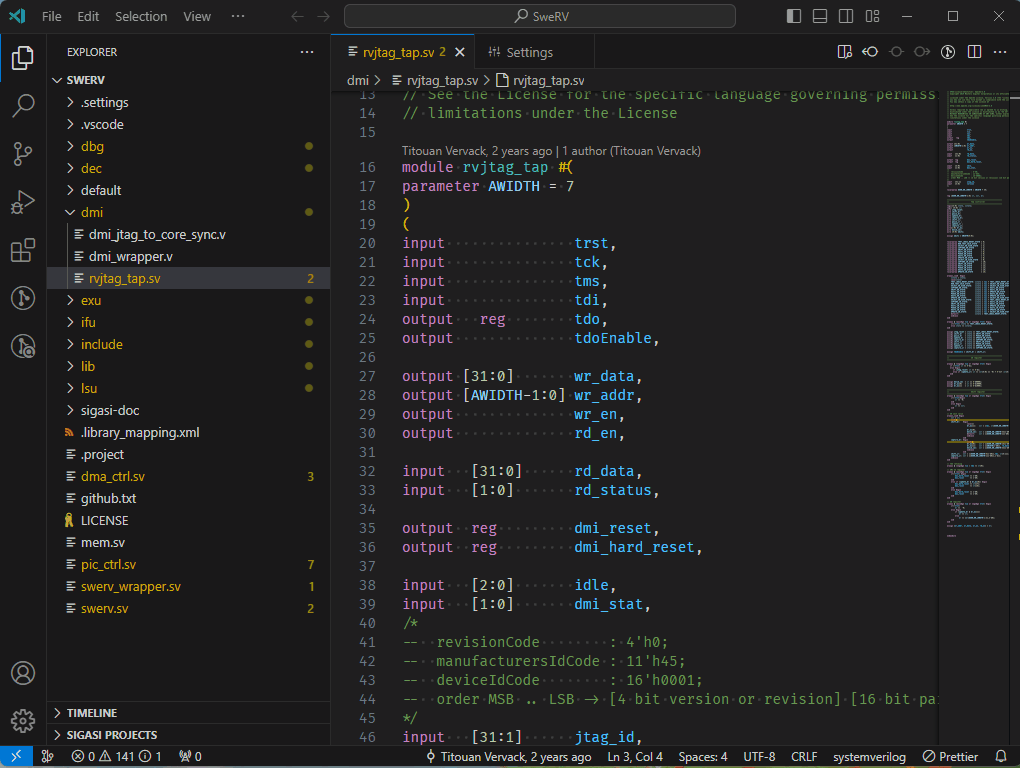 File Edit Selection View ··· SweRV
EXPLORER ···
SWERV
.settings
.vscode
dbg
dec
default
dmi
dmi_jtag_to_core_sync.v
dmi_wrapper.v
rvjtag_tap.sv 2
exu
ifu
include
lib
lsu
sigasi-doc
.library_mapping.xml
.project
dma_ctrl.sv 3
github.txt
LICENSE
mem.sv
pic_ctrl.sv 7
swerv_wrapper.sv 1
swerv.sv 2
TIMELINE
SIGASI PROJECTS
rvjtag_tap.sv 2 Settings
dmi > rvjtag_tap.sv > rvjtag_tap.sv
13 // See the License for the specific language governing permiss
14 // limitations under the License
15
Titouan Vervack, 2 years ago | 1 author (Titouan Vervack)
16 module rvjtag_tap #(
17 parameter AWIDTH = 7
18 )
19 (
20 input trst,
21 input tck,
22 input tms,
23 input tdi,
24 output reg tdo,
25 output tdoEnable,
26
27 output [31:0] wr_data,
28 output [AWIDTH-1:0] wr_addr,
29 output wr_en,
30 output rd_en,
31
32 input [31:0] rd_data,
33 input [1:0] rd_status,
34
35 output reg dmi_reset,
36 output reg dmi_hard_reset,
37
38 input [2:0] idle,
39 input [1:0] dmi_stat,
40 /*
41 -- revisionCode : 4'h0;
42 -- manufacturersIdCode : 11'h45;
43 -- deviceIdCode : 16'h0001;
44 -- order MSB .. LSB -> [4 bit version or revision] [16 bit pa
45 */
46 input [31:1] jtag_id,
0 141 1 0 Titouan Vervack, 2 years ago Ln 3, Col 4 Spaces: 4 UTF-8 CRLF systemverilog Prettier